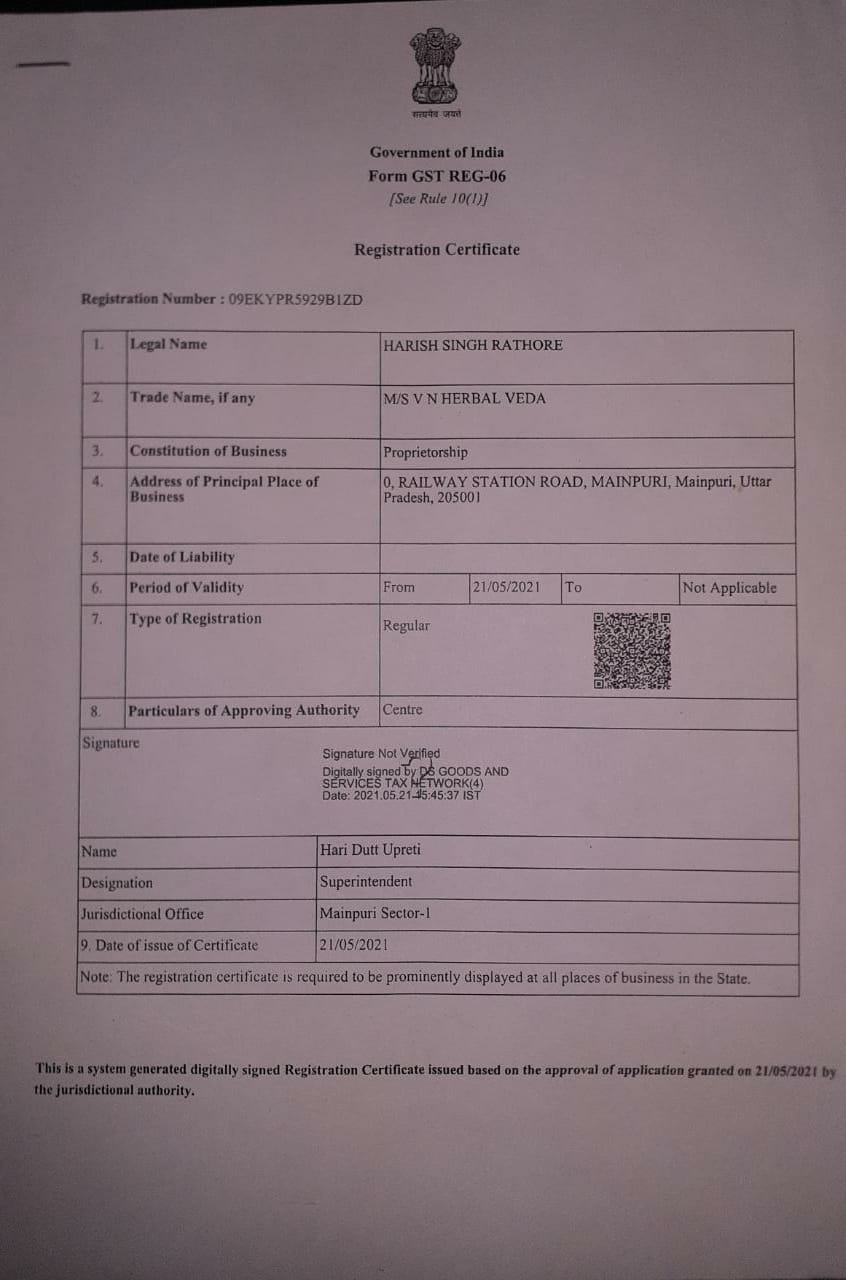 सत्यमेव जयते
Government of India
Form GST REG-06
[See Rule 10(1)]
Registration Certificate
Registration Number : 09EKYPR5929B1ZD
1. Legal Name HARISH SINGH RATHORE
2. Trade Name, if any M/S V N HERBAL VEDA
3. Constitution of Business Proprietorship
4. Address of Principal Place of 0, RAILWAY STATION ROAD, MAINPURI, Mainpuri, Uttar
Business Pradesh, 205001
5. Date of Liability
6. Period of Validity From 21/05/2021 To Not Applicable
7. Type of Registration Regular
8. Particulars of Approving Authority Centre
Signature
Signature Not Verified
Digitally signed by DS GOODS AND
SERVICES TAX NETWORK(4)
Date: 2021.05.21 15:45:37 IST
Name Hari Dutt Upreti
Designation Superintendent
Jurisdictional Office Mainpuri Sector-1
9. Date of issue of Certificate 21/05/2021
Note: The registration certificate is required to be prominently displayed at all places of business in the State.
This is a system generated digitally signed Registration Certificate issued based on the approval of application granted on 21/05/2021 by
the jurisdictional authority.